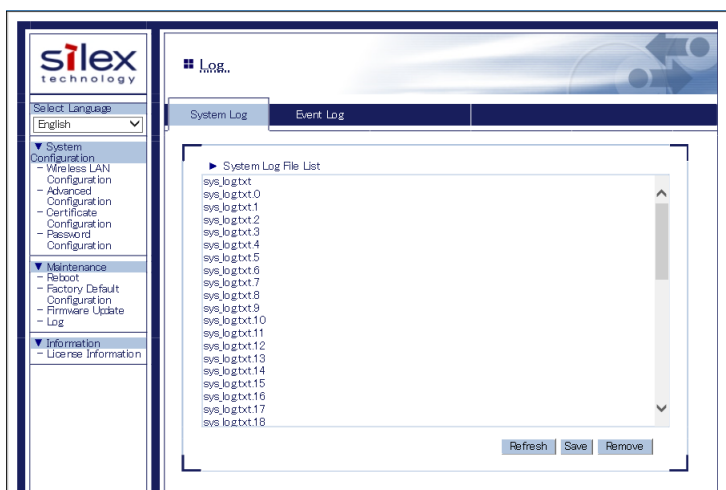 silex
technology
Log
Select Language
English
System Log
Event Log
▼ System
Configuration
- Wireless LAN
Configuration
- Advanced
Configuration
- Certificate
Configuration
- Password
Configuration
▼ Maintenance
- Reboot
- Factory Default
Configuration
- Firmware Update
- Log
▼ Information
- License Information
► System Log File List
sys_log.txt
sys_log.txt.0
sys_log.txt.1
sys_log.txt.2
sys_log.txt.3
sys_log.txt.4
sys_log.txt.5
sys_log.txt.6
sys_log.txt.7
sys_log.txt.8
sys_log.txt.9
sys_log.txt.10
sys_log.txt.11
sys_log.txt.12
sys_log.txt.13
sys_log.txt.14
sys_log.txt.15
sys_log.txt.16
sys_log.txt.17
sys_log.txt.18
Refresh Save Remove